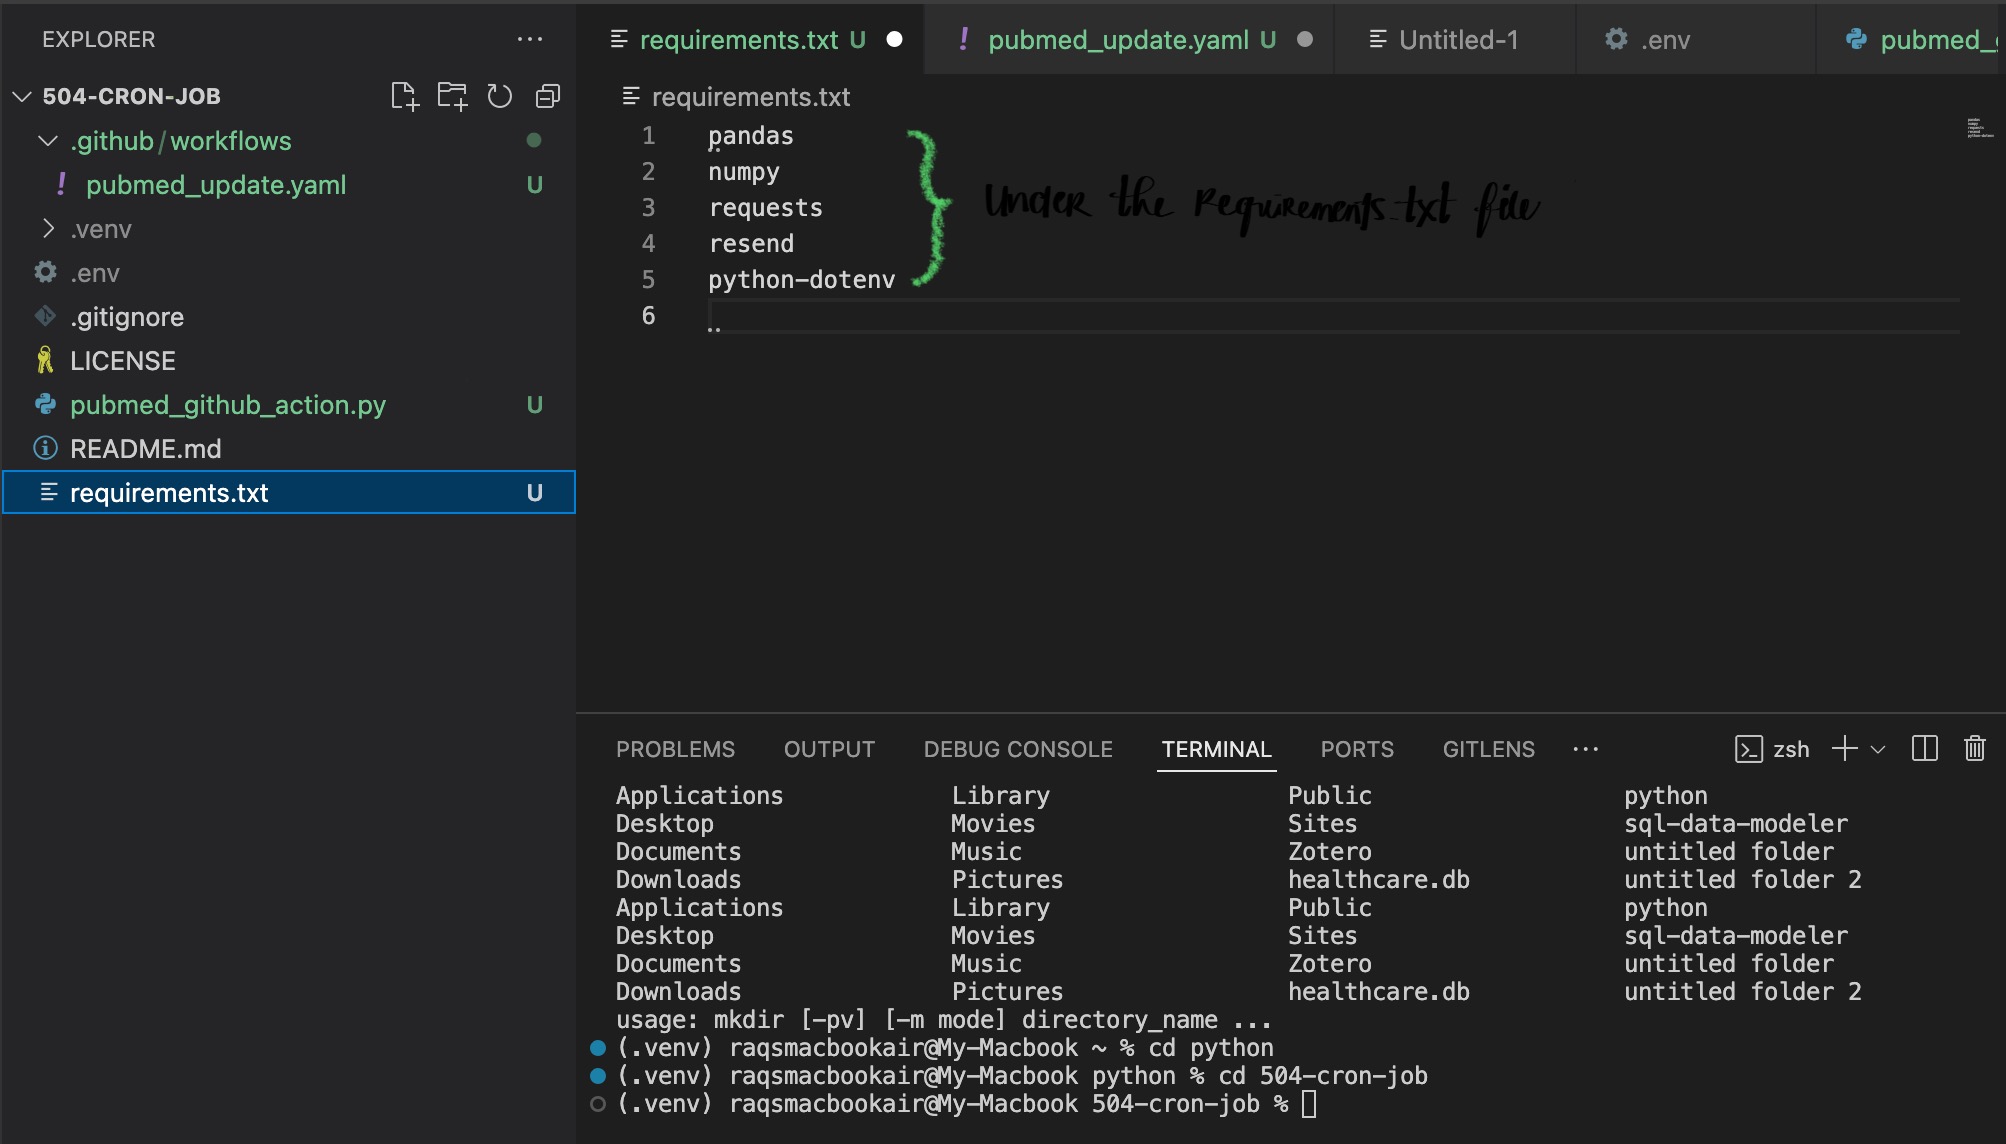 EXPLORER
504-CRON-JOB
.github/workflows
! pubmed_update.yaml U
.venv
.env
.gitignore
LICENSE
pubmed_github_action.py U
README.md
requirements.txt U
requirements.txt U
! pubmed_update.yaml U
Untitled-1
.env
pubmed_
requirements.txt
1 pandas
2 numpy
3 requests
4 resend
5 python-dotenv
6
Under the Requirements.txt file
PROBLEMS OUTPUT DEBUG CONSOLE TERMINAL PORTS GITLENS
zsh
Applications Library Public python
Desktop Movies Sites sql-data-modeler
Documents Music Zotero untitled folder
Downloads Pictures healthcare.db untitled folder 2
Applications Library Public python
Desktop Movies Sites sql-data-modeler
Documents Music Zotero untitled folder
Downloads Pictures healthcare.db untitled folder 2
usage: mkdir [-pv] [-m mode] directory_name ...
(.venv) raqsmacbookair@My-Macbook ~ % cd python
(.venv) raqsmacbookair@My-Macbook python % cd 504-cron-job
(.venv) raqsmacbookair@My-Macbook 504-cron-job %